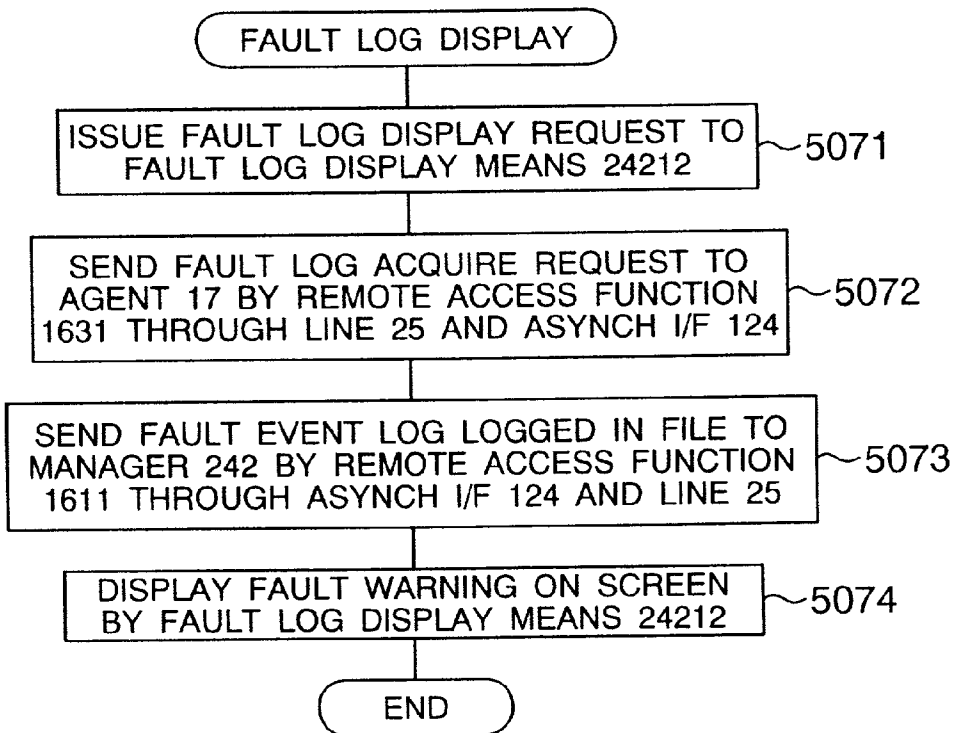 FAULT LOG DISPLAY
ISSUE FAULT LOG DISPLAY REQUEST TO
FAULT LOG DISPLAY MEANS 24212
5071
SEND FAULT LOG ACQUIRE REQUEST TO
AGENT 17 BY REMOTE ACCESS FUNCTION
1631 THROUGH LINE 25 AND ASYNCH I/F 124
5072
SEND FAULT EVENT LOG LOGGED IN FILE TO
MANAGER 242 BY REMOTE ACCESS FUNCTION
1611 THROUGH ASYNCH I/F 124 AND LINE 25
5073
DISPLAY FAULT WARNING ON SCREEN
BY FAULT LOG DISPLAY MEANS 24212
5074
END